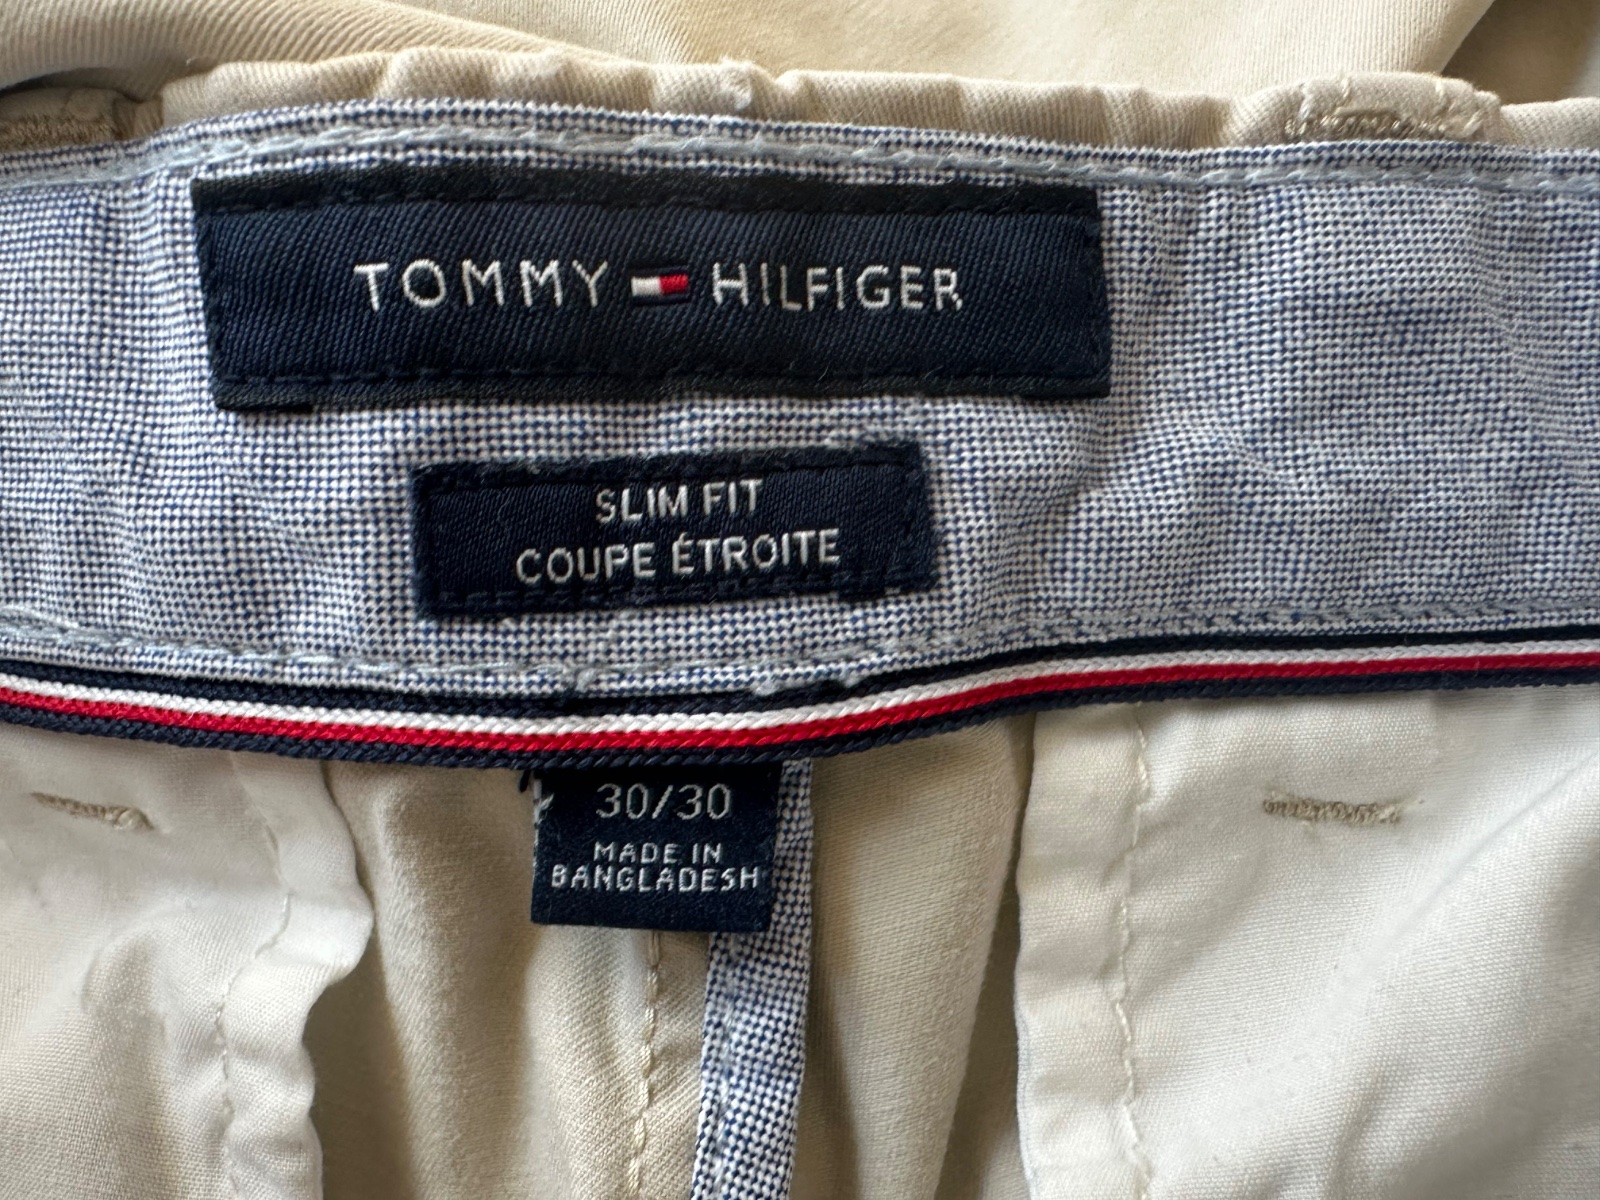 TOMMY HILFIGER
SLIM FIT
COUPE ÉTROITE
30/30
MADE IN
BANGLADESH